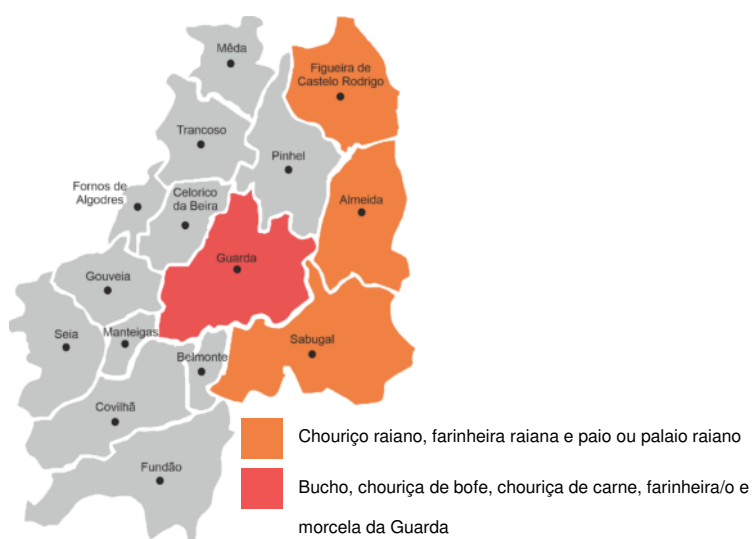 Mêda
Figueira de
Castelo Rodrigo
Trancoso
Pinhel
Fornos de
Algodres
Celorico
da Beira
Almeida
Guarda
Gouveia
Seia
Manteigas
Belmonte
Sabugal
Covilhã
Fundão
Chouriço raiano, farinheira raiana e paio ou palaio raiano
Bucho, chouriça de bofe, chouriça de carne, farinheira/o e
morcela da Guarda